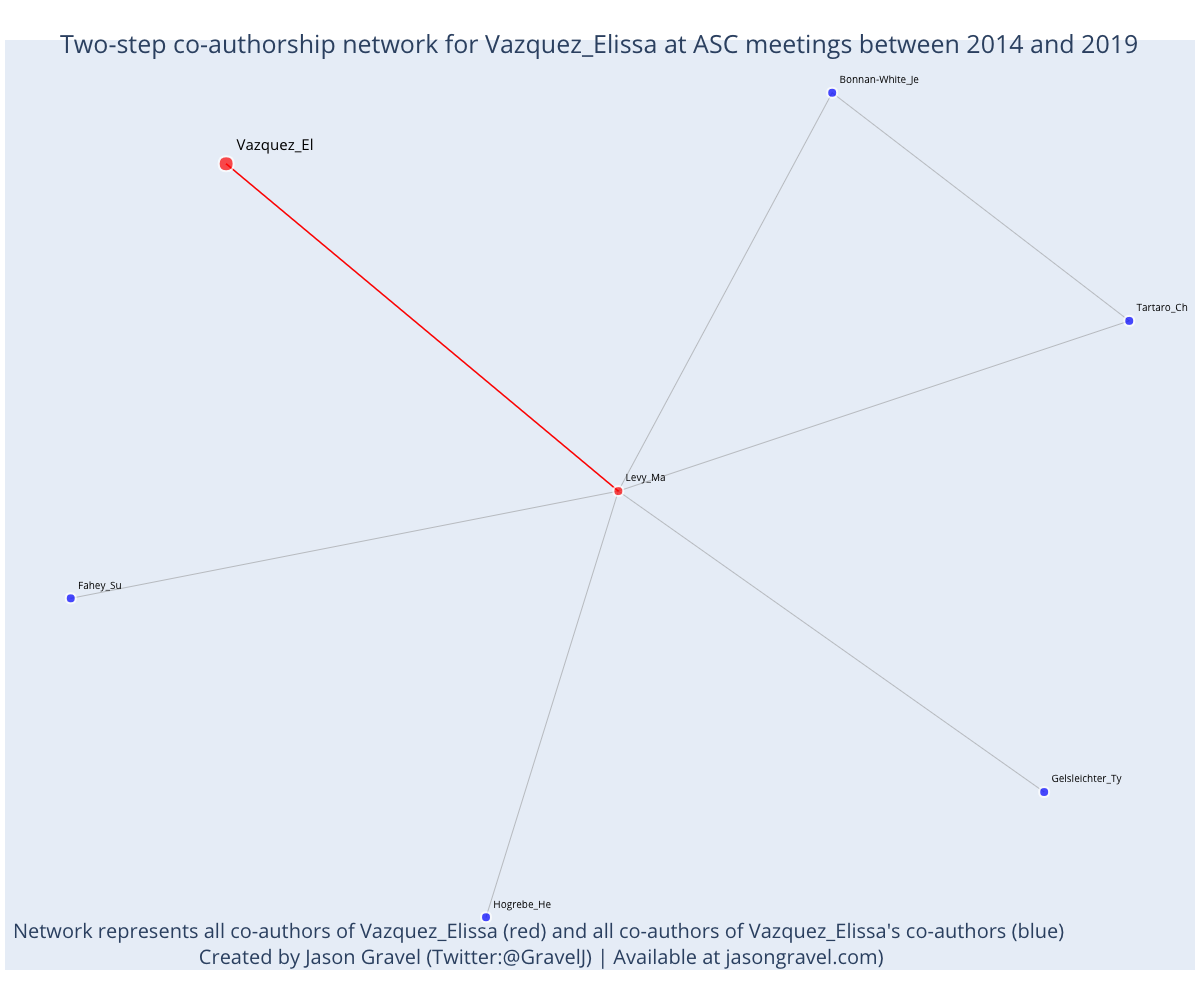 Two-step co-authorship network for Vazquez_Elissa at ASC meetings between 2014 and 2019
Bonnan-White_Je
Vazquez_El
Tartaro_Ch
Levy_Ma
Fahey_Su
Gelsleichter_Ty
Hogrebe_He
Network represents all co-authors of Vazquez_Elissa (red) and all co-authors of Vazquez_Elissa's co-authors (blue)
Created by Jason Gravel (Twitter:@GravelJ) | Available at jasongravel.com)